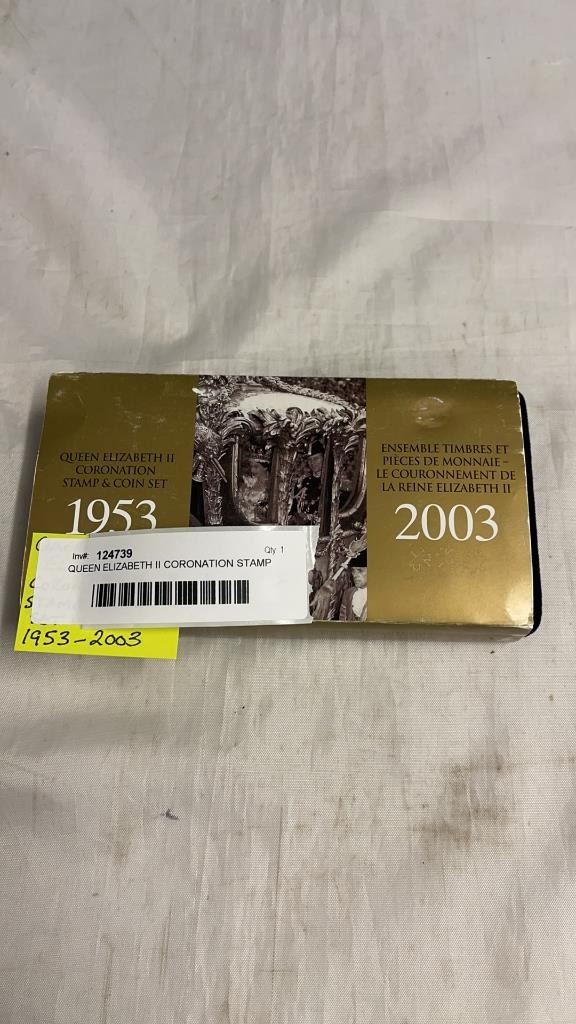 QUEEN ELIZABETH II
CORONATION
STAMP & COIN SET
1953
ENSEMBLE TIMBRES ET
PIÈCES DE MONNAIE –
LE COURONNEMENT DE
LA REINE ELIZABETH II
2003
Inv#: 124739 Qty 1
QUEEN ELIZABETH II CORONATION STAMP
1953-2003